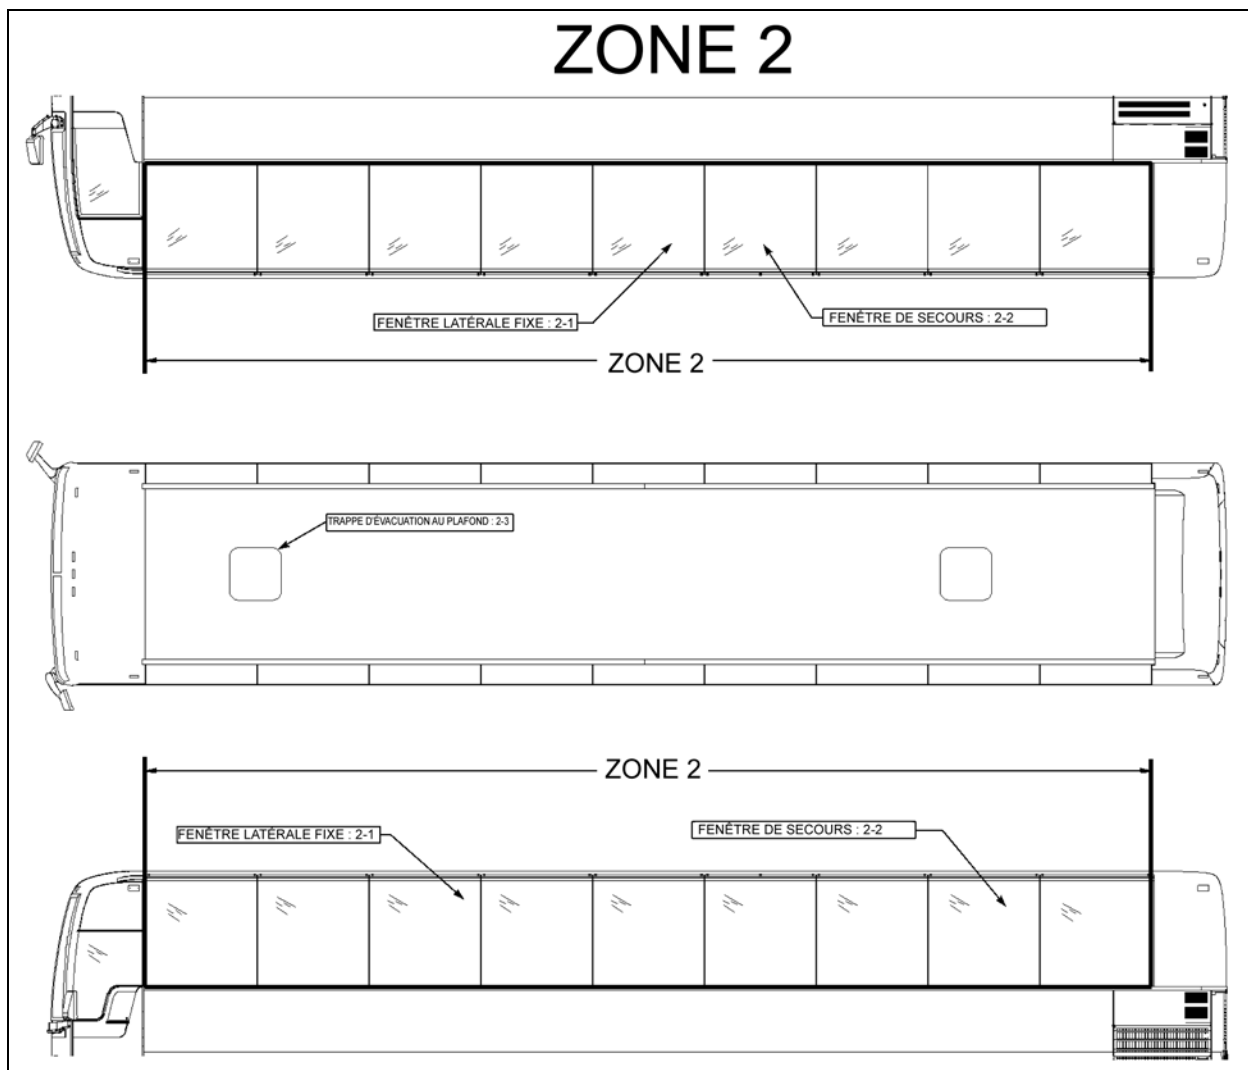 ZONE 2
FENÊTRE LATÉRALE FIXE : 2-1
FENÊTRE DE SECOURS : 2-2
ZONE 2
TRAPPE D'ÉVACUATION AU PLAFOND : 2-3
ZONE 2
FENÊTRE LATÉRALE FIXE : 2-1
FENÊTRE DE SECOURS : 2-2